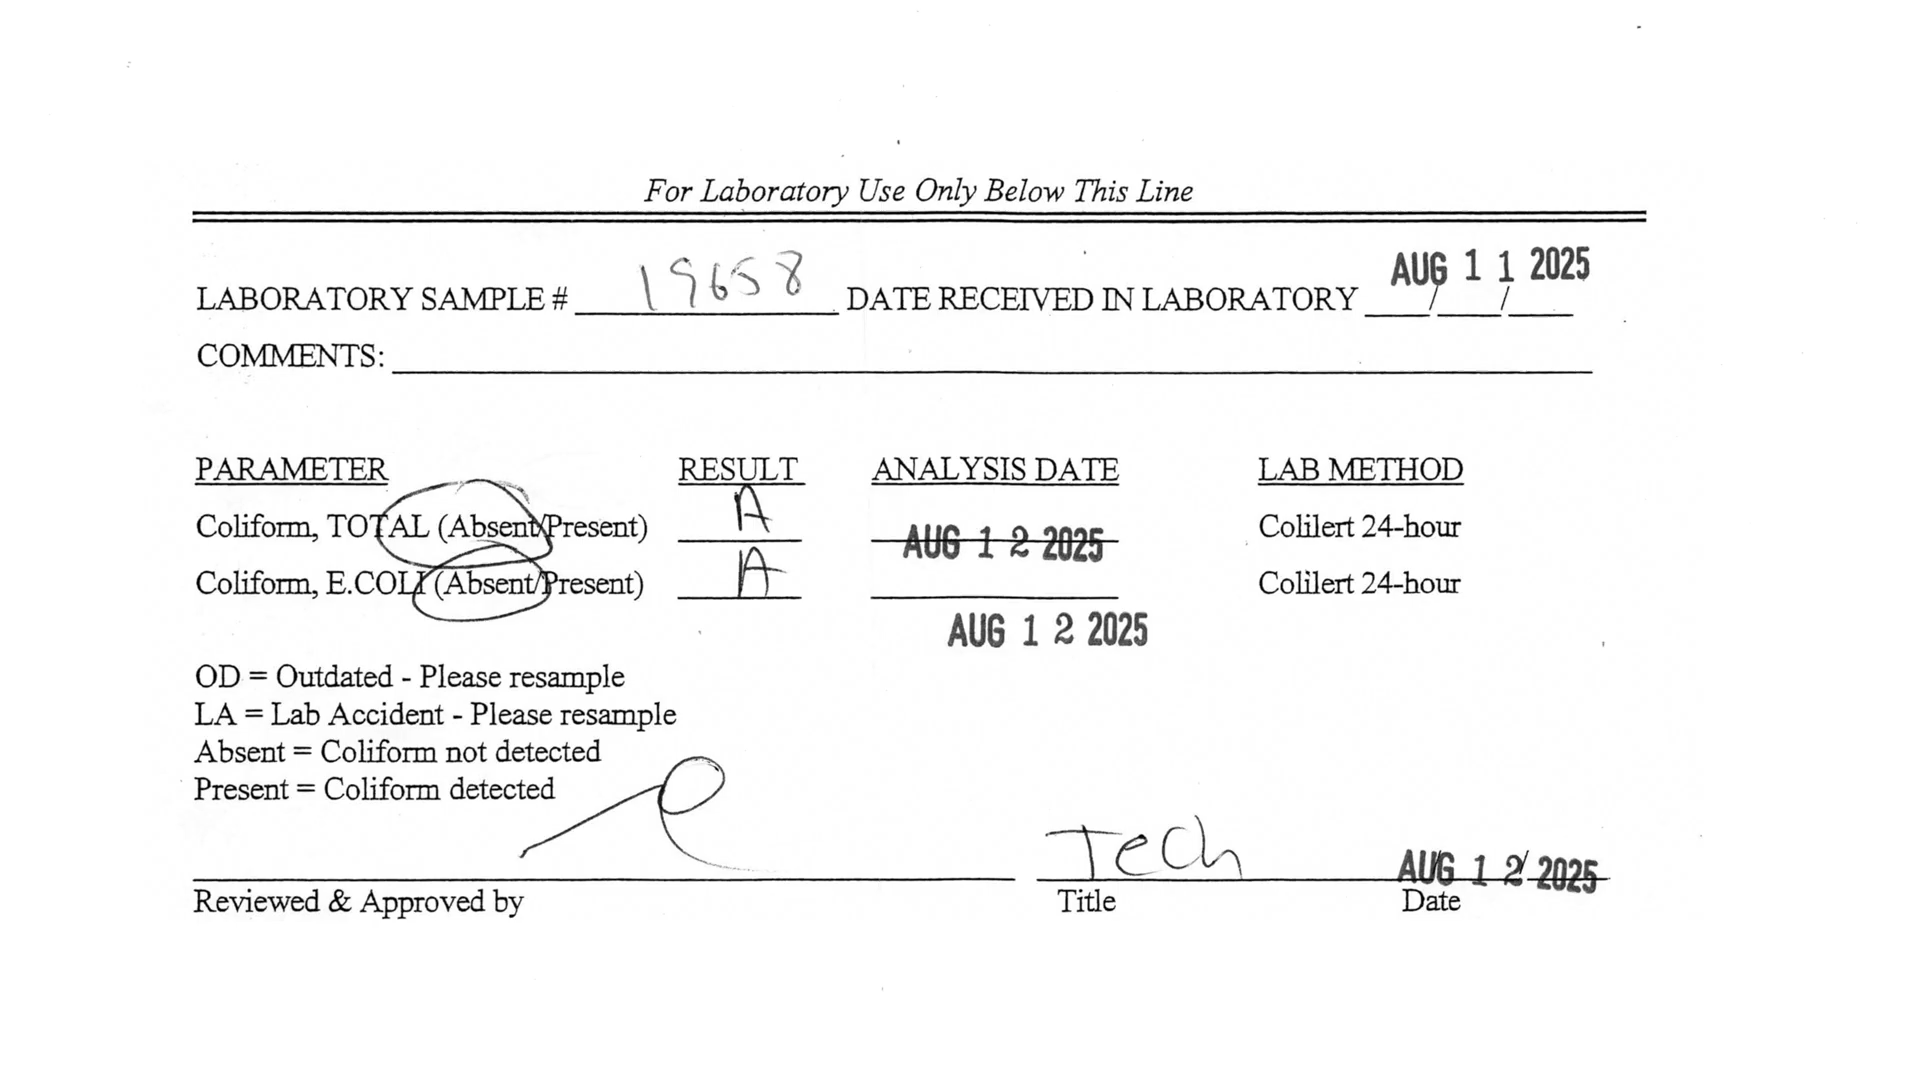 For Laboratory Use Only Below This Line
LABORATORY SAMPLE # 19658 DATE RECEIVED IN LABORATORY AUG 11 2025
COMMENTS:
PARAMETER RESULT ANALYSIS DATE LAB METHOD
Coliform, TOTAL (Absent/Present) A AUG 12 2025 Colilert 24-hour
Coliform, E.COLI (Absent/Present) A AUG 12 2025 Colilert 24-hour
OD = Outdated - Please resample
LA = Lab Accident - Please resample
Absent = Coliform not detected
Present = Coliform detected
Tech AUG 12 2025
Reviewed & Approved by Title Date